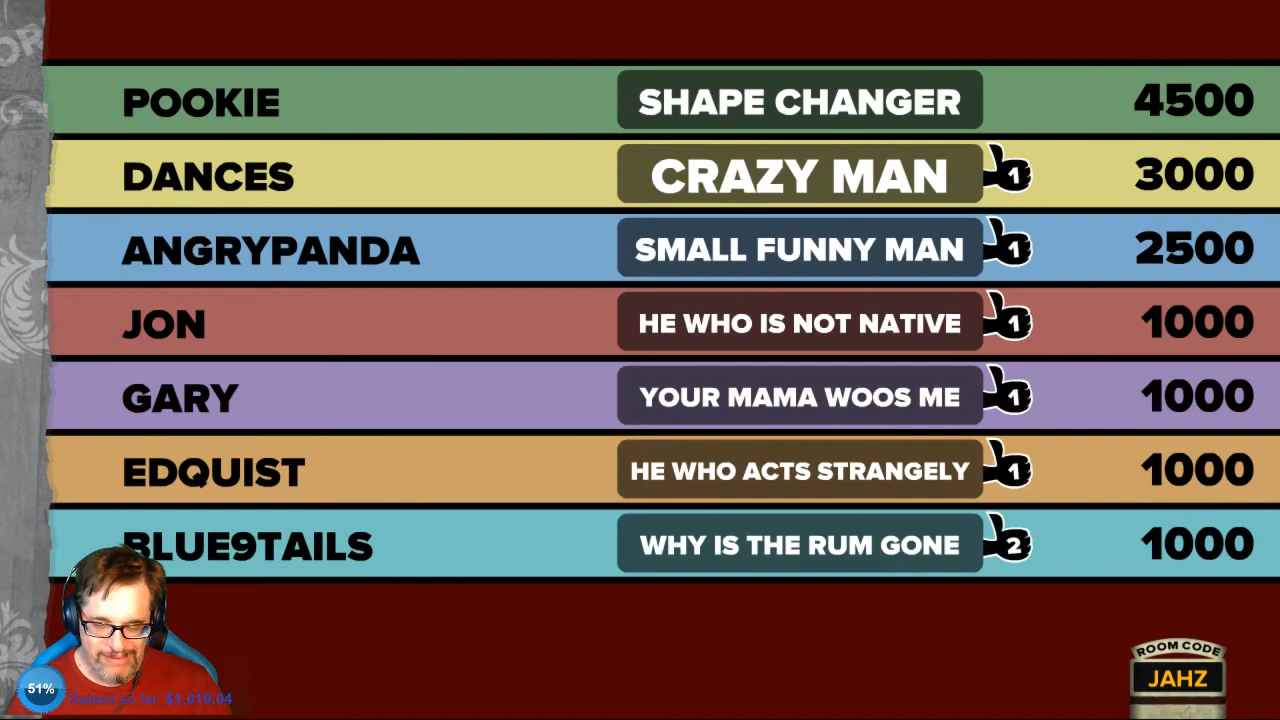 POOKIE SHAPE CHANGER 4500
DANCES CRAZY MAN 1 3000
ANGRYPANDA SMALL FUNNY MAN 1 2500
JON HE WHO IS NOT NATIVE 1 1000
GARY YOUR MAMA WOOS ME 1 1000
EDQUIST HE WHO ACTS STRANGELY 1 1000
BLUE9TAILS WHY IS THE RUM GONE 2 1000
ROOM CODE
JAHZ
51% Raised so far: $1,019.04